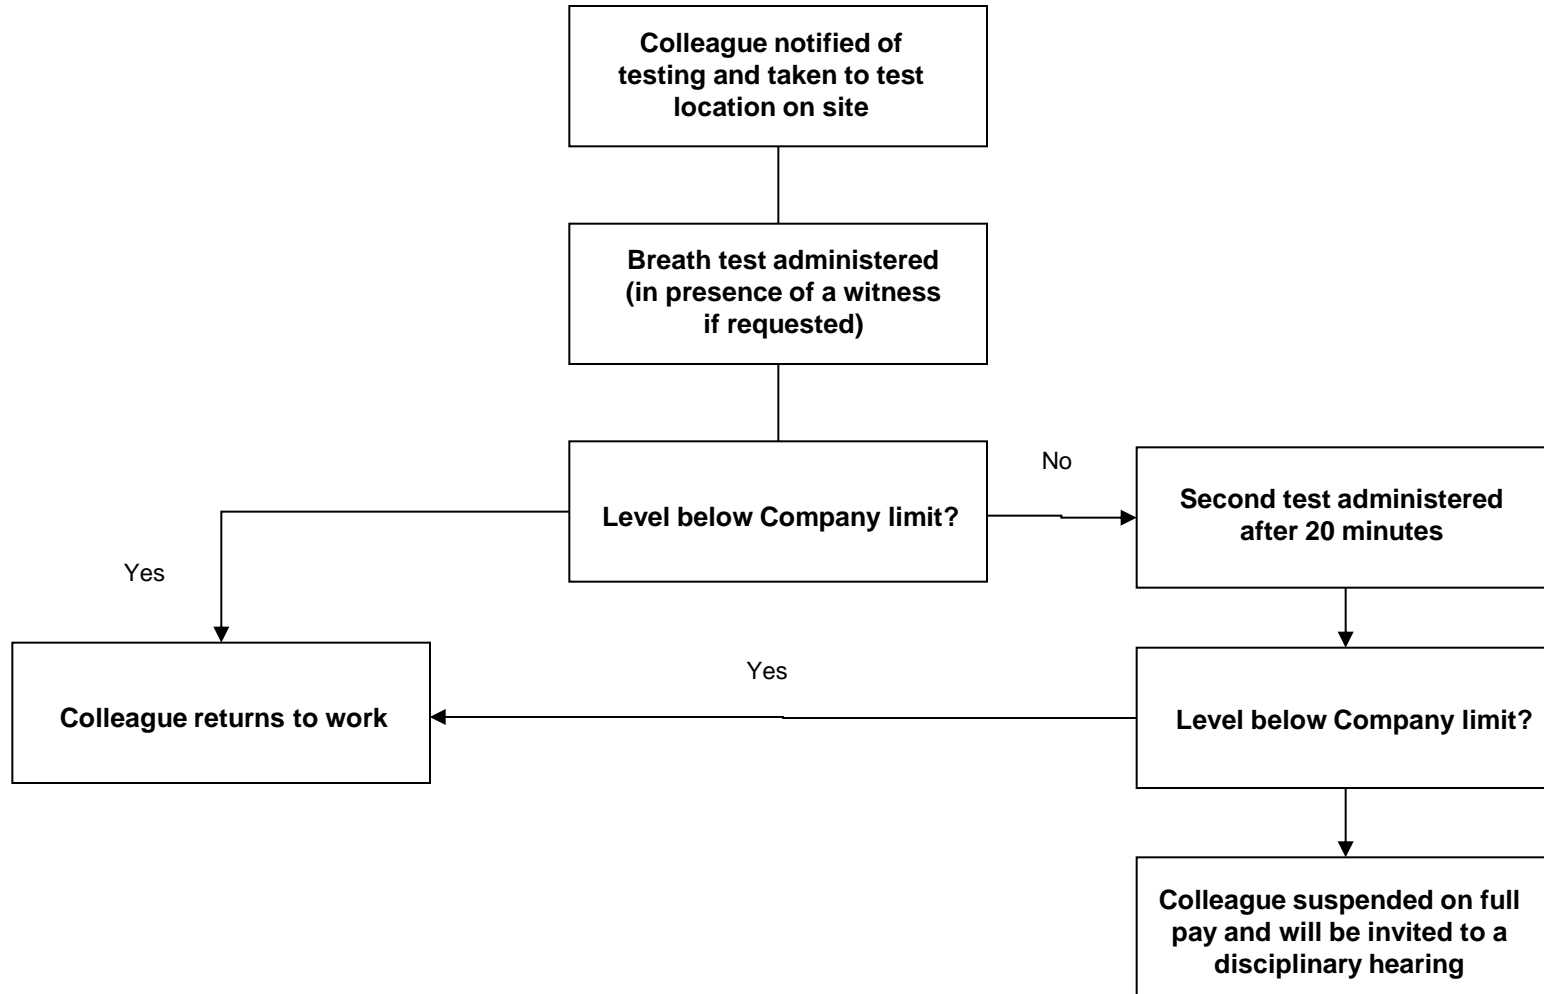 Colleague notified of
testing and taken to test
location on site
Breath test administered
(in presence of a witness
if requested)
Level below Company limit?
No
Second test administered
after 20 minutes
Yes
Colleague returns to work
Yes
Level below Company limit?
Colleague suspended on full
pay and will be invited to a
disciplinary hearing